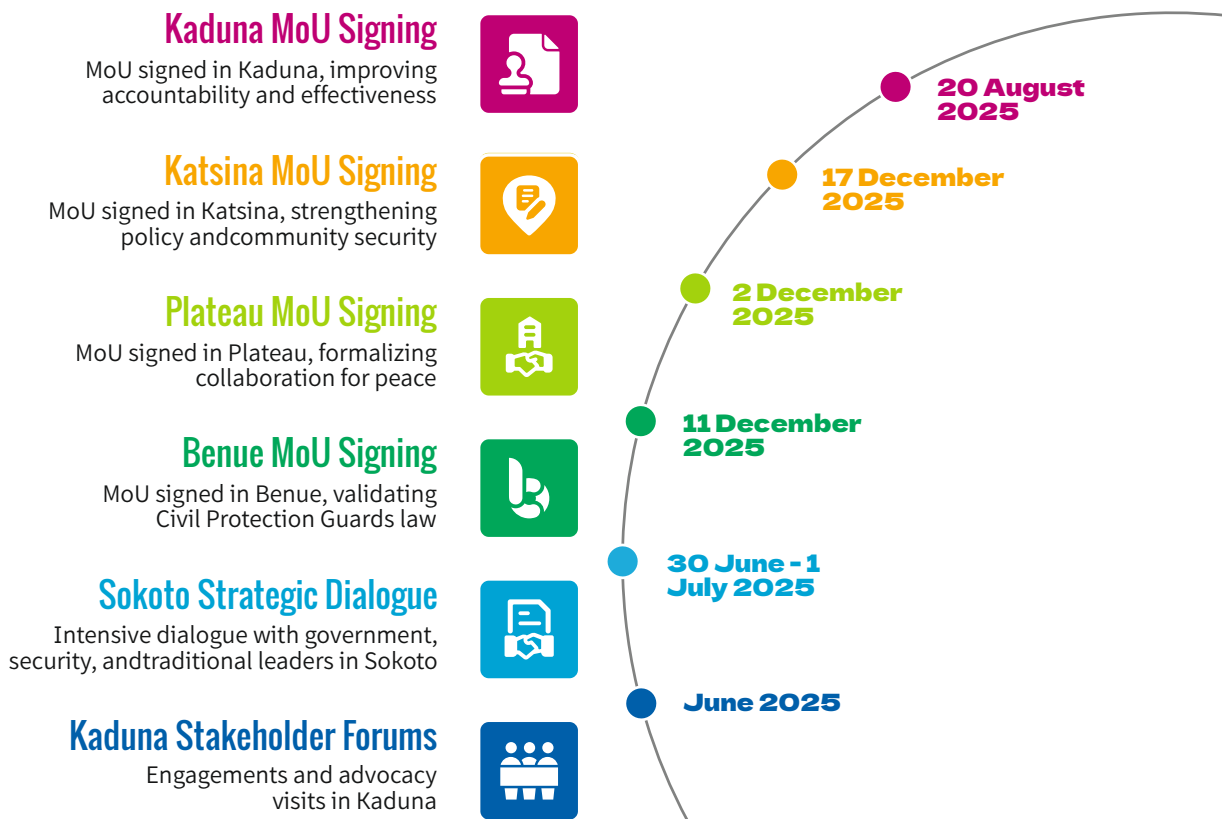 Kaduna MoU Signing
MoU signed in Kaduna, improving
accountability and effectiveness
20 August
2025
Katsina MoU Signing
MoU signed in Katsina, strengthening
policy andcommunity security
17 December
2025
Plateau MoU Signing
MoU signed in Plateau, formalizing
collaboration for peace
2 December
2025
Benue MoU Signing
MoU signed in Benue, validating
Civil Protection Guards law
11 December
2025
Sokoto Strategic Dialogue
Intensive dialogue with government,
security, andtraditional leaders in Sokoto
30 June - 1
July 2025
Kaduna Stakeholder Forums
Engagements and advocacy
visits in Kaduna
June 2025